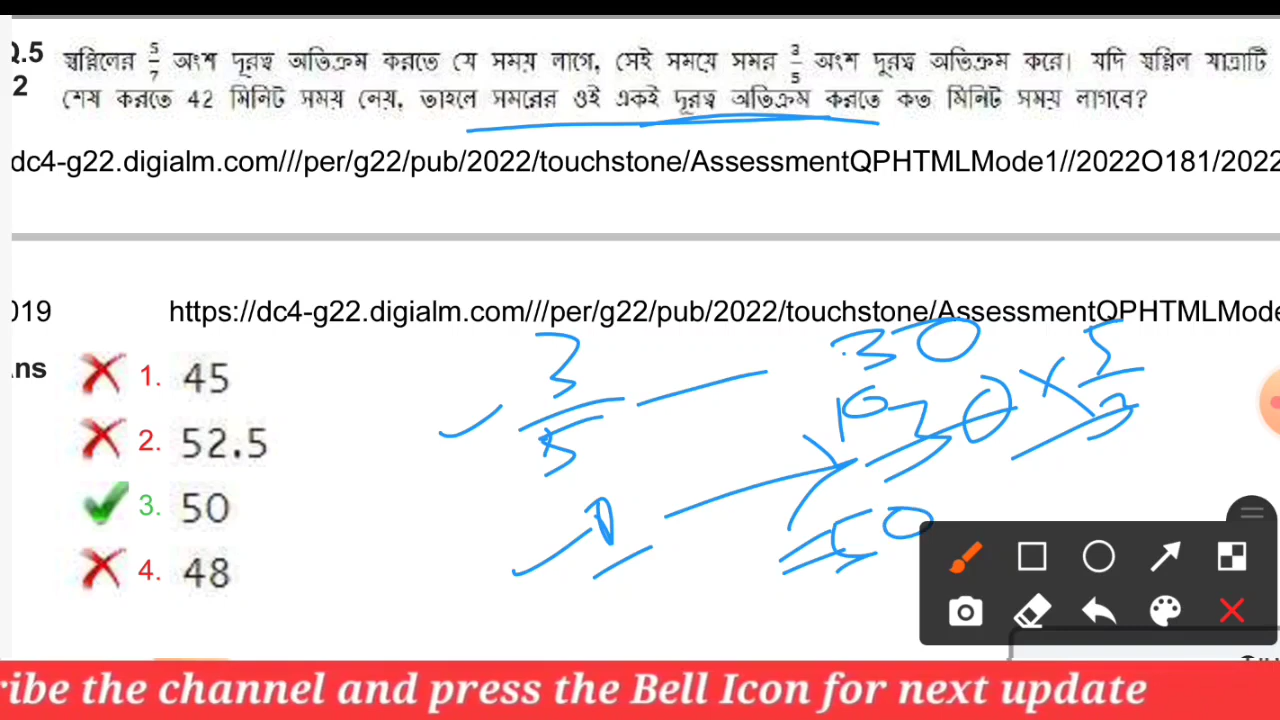 Q.5 স্বপ্নিলের 5/7 অংশ দূরত্ব অতিক্রম করতে যে সময় লাগে, সেই সময়ে সমর 3/5 অংশ দূরত্ব অতিক্রম করে। যদি স্বপ্নিল যাত্রাটি
2 শেষ করতে 42 মিনিট সময় নেয়, তাহলে সমরের ওই একই দূরত্ব অতিক্রম করতে কত মিনিট সময় লাগবে?
dc4-g22.digialm.com///per/g22/pub/2022/touchstone/AssessmentQPHTMLMode1//2022O181/2022
019 https://dc4-g22.digialm.com///per/g22/pub/2022/touchstone/AssessmentQPHTMLMode
Ans 1. 45
2. 52.5
3. 50
4. 48
3/5 30
10 30 × 5/3
1 50
ribe the channel and press the Bell Icon for next update